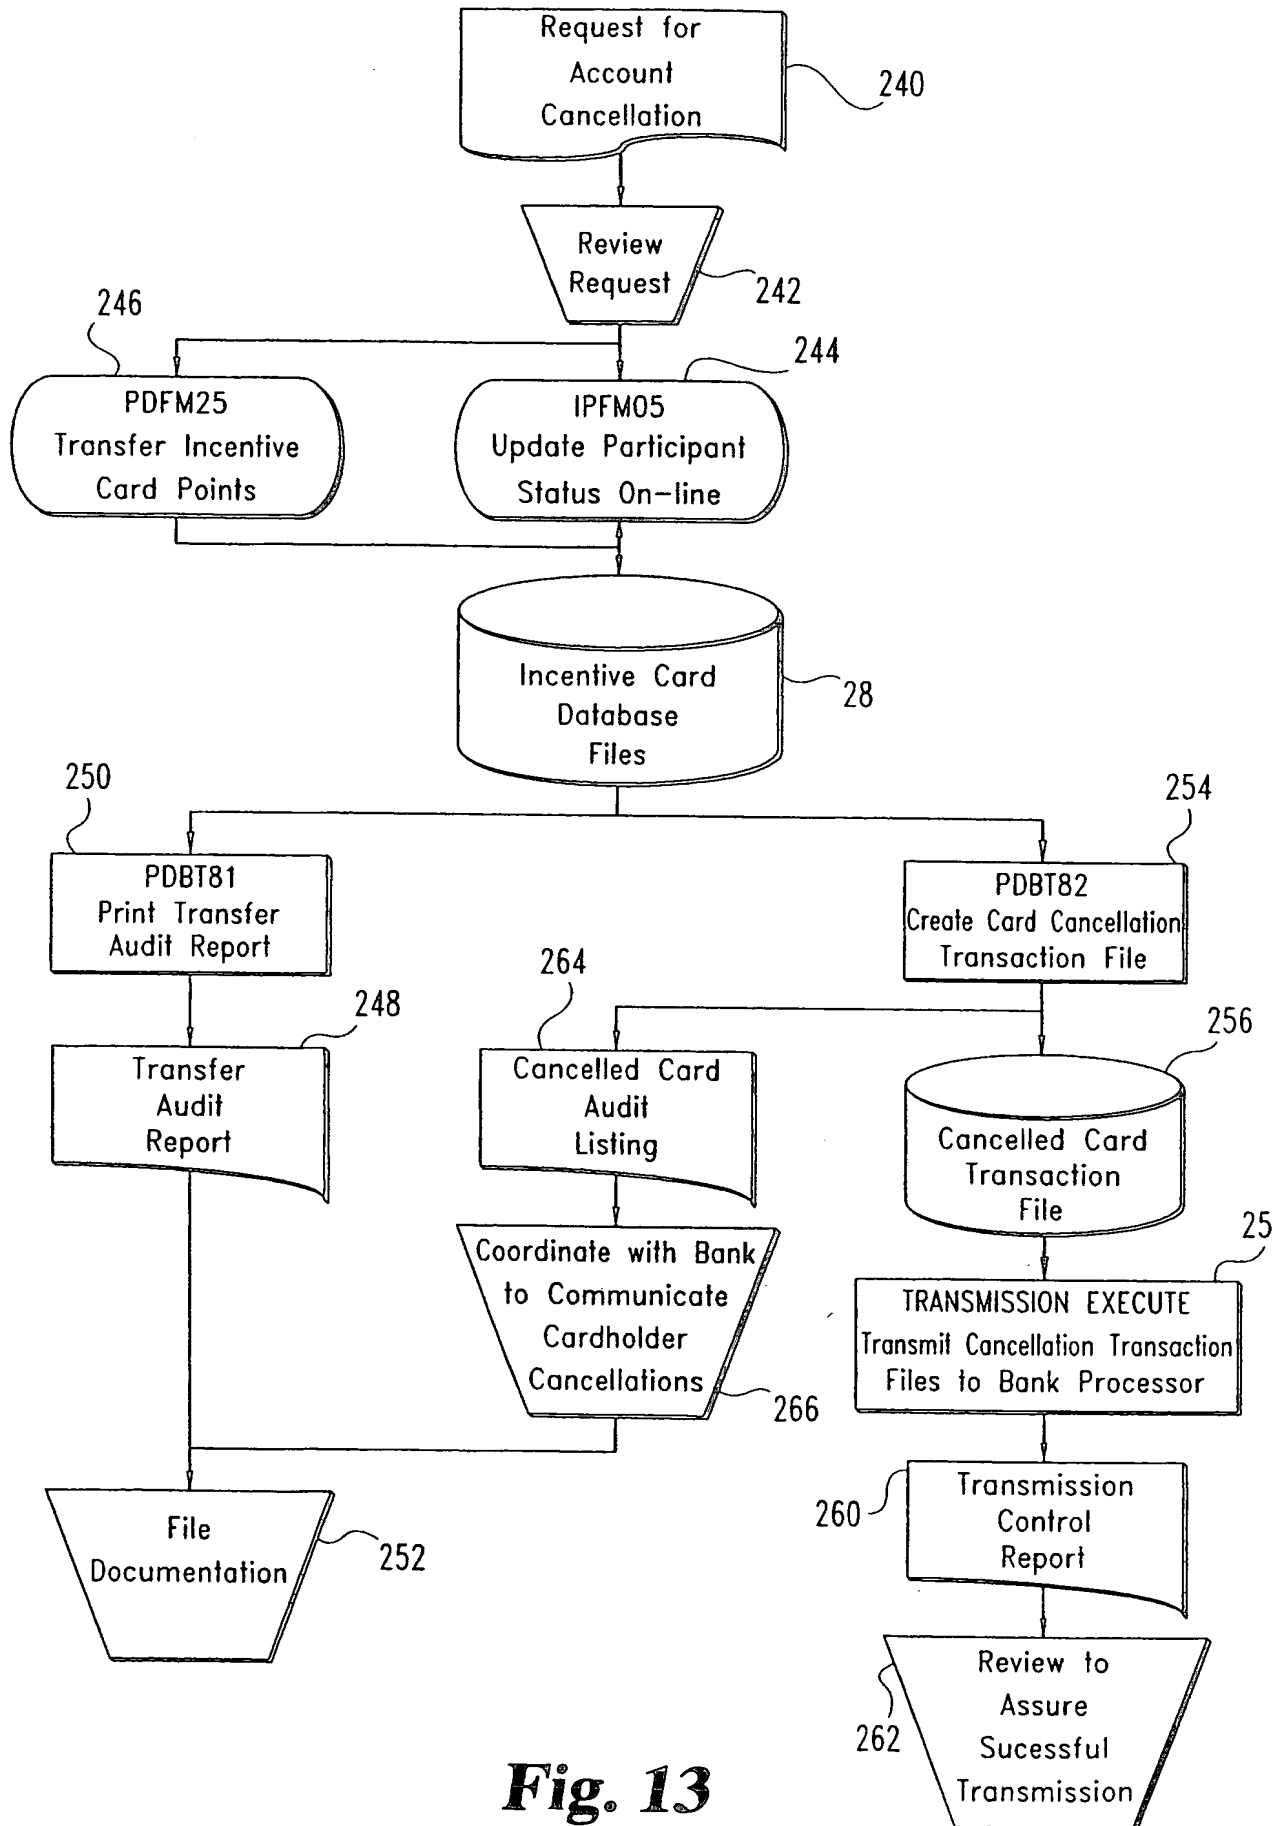 Request for
Account
Cancellation
240
Review
Request
242
246
244
PDFM25
Transfer Incentive
Card Points
IPFM05
Update Participant
Status On-line
Incentive Card
Database
Files
28
250
254
PDBT81
Print Transfer
Audit Report
PDBT82
Create Card Cancellation
Transaction File
248
264
256
Transfer
Audit
Report
Cancelled Card
Audit
Listing
Cancelled Card
Transaction
File
25
Coordinate with Bank
to Communicate
Cardholder
Cancellations
266
TRANSMISSION EXECUTE
Transmit Cancellation Transaction
Files to Bank Processor
260
Transmission
Control
Report
File
Documentation
252
262
Review to
Assure
Sucessful
Transmission
Fig. 13